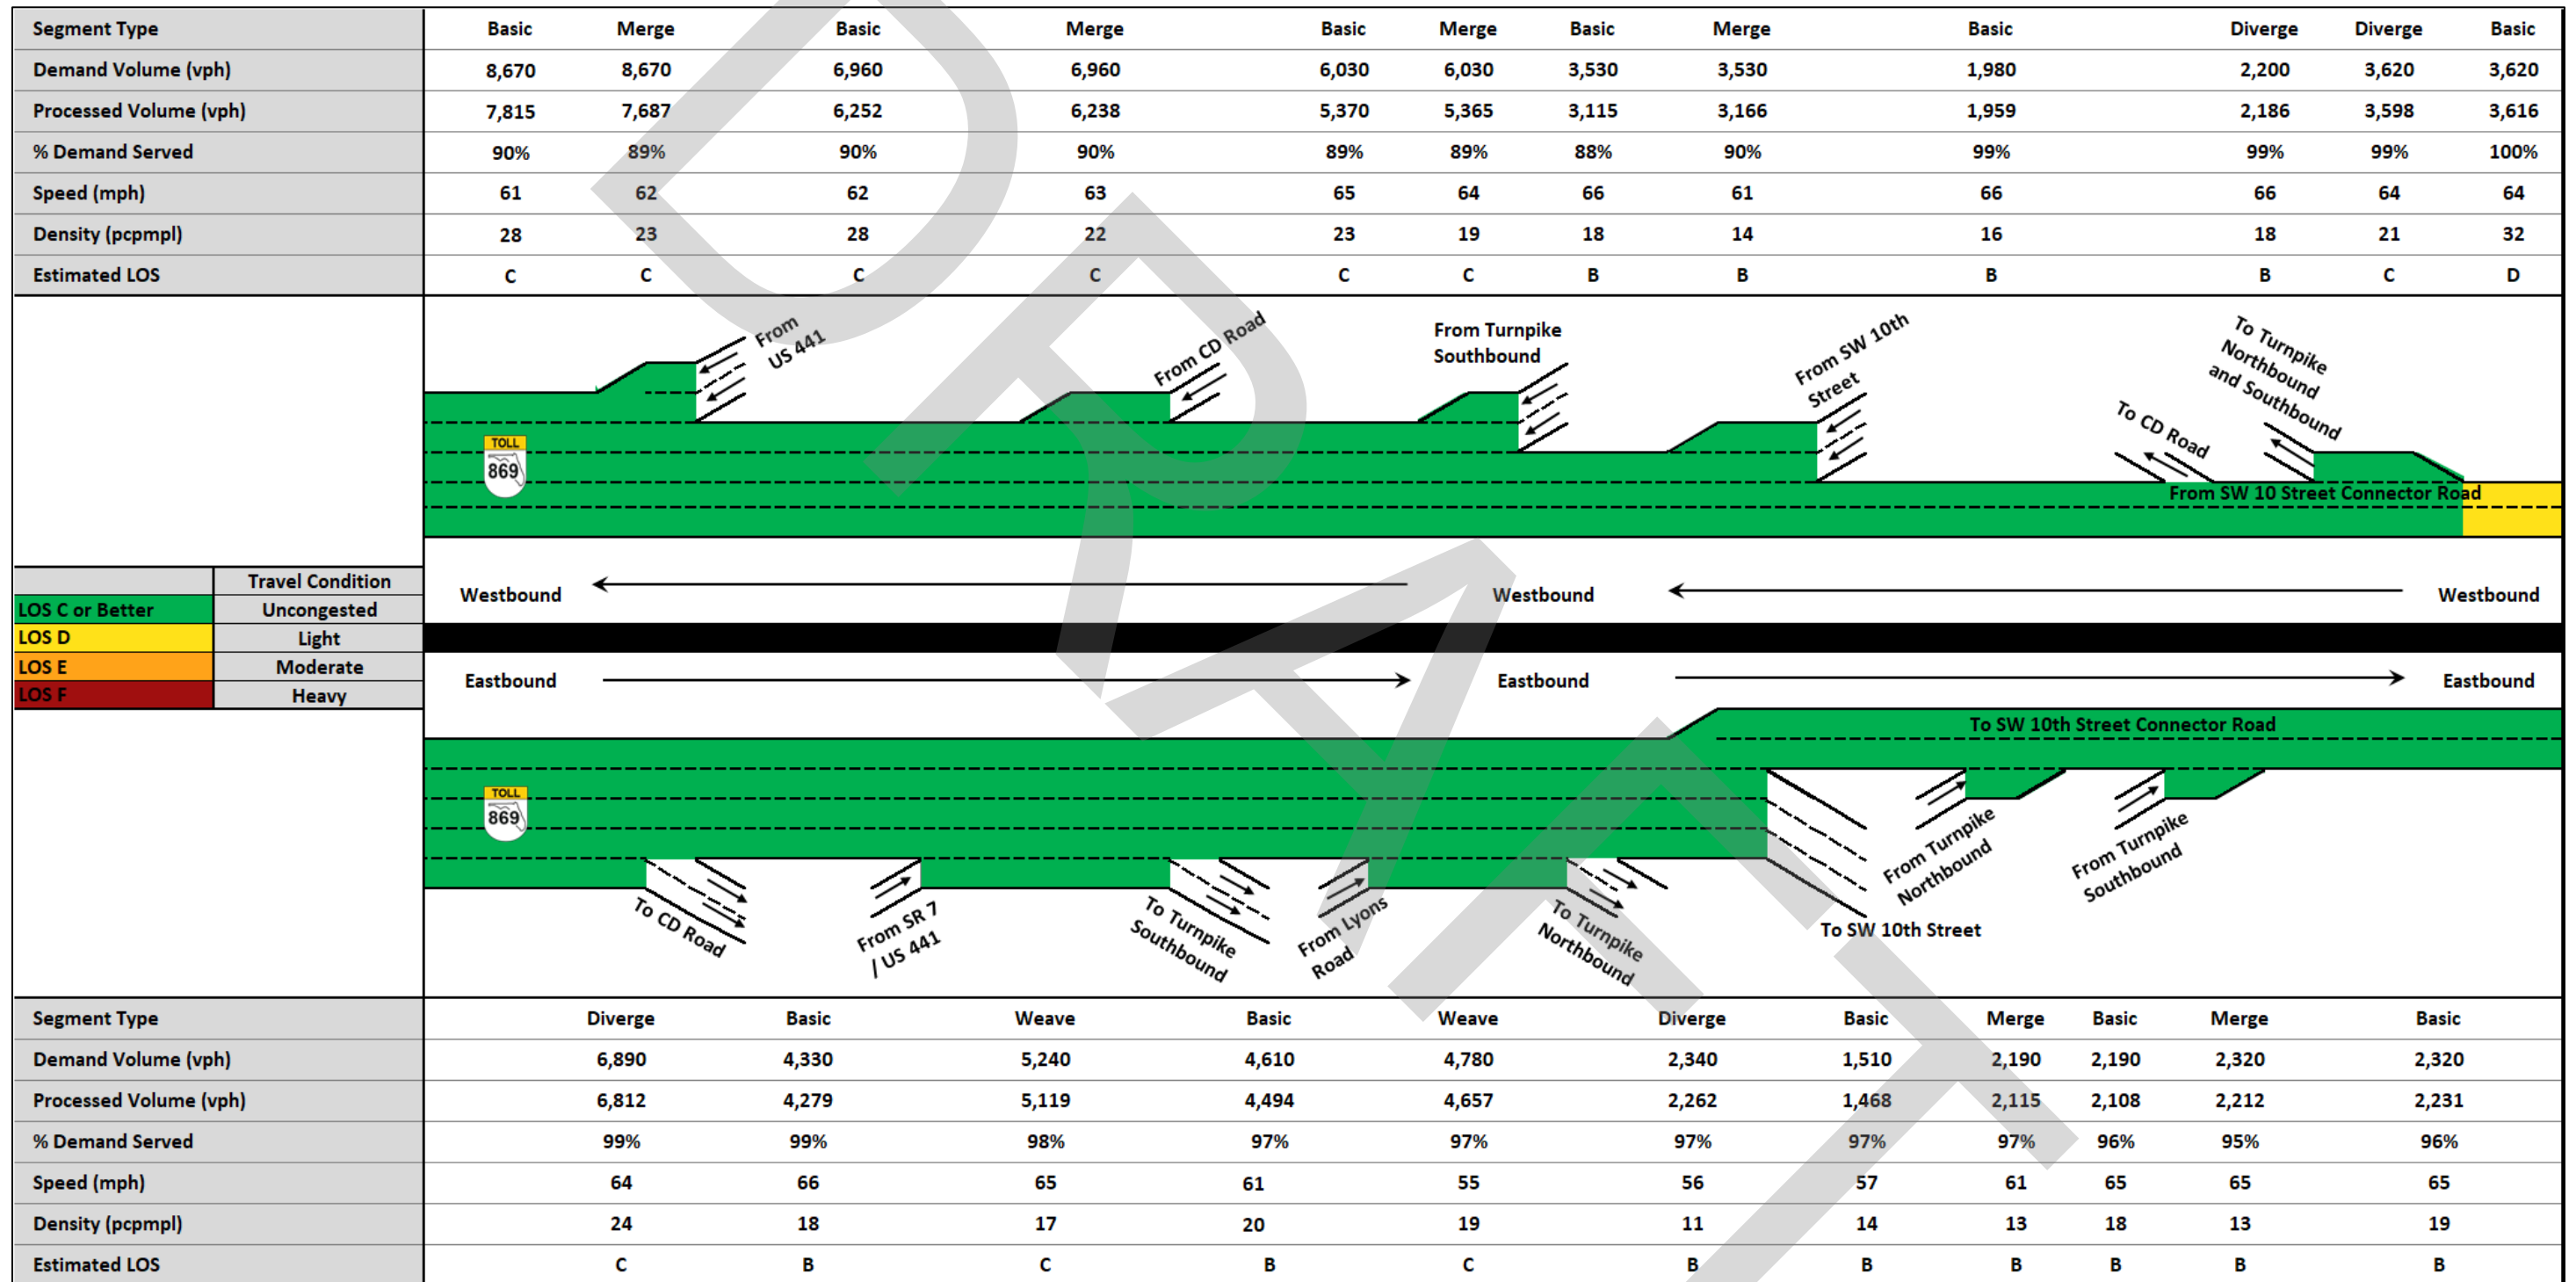 Segment Type Basic Merge Basic Merge Basic Merge Basic Merge Basic Diverge Diverge Basic
Demand Volume (vph) 8,670 8,670 6,960 6,960 6,030 6,030 3,530 3,530 1,980 2,200 3,620 3,620
Processed Volume (vph) 7,815 7,687 6,252 6,238 5,370 5,365 3,115 3,166 1,959 2,186 3,598 3,616
% Demand Served 90% 89% 90% 90% 89% 89% 88% 90% 99% 99% 99% 100%
Speed (mph) 61 62 62 63 65 64 66 61 66 66 64 64
Density (pcpmpl) 28 23 28 22 23 19 18 14 16 18 21 32
Estimated LOS C C C C C C B B B B C D
From
US 441
From CD Road
From Turnpike
Southbound
From SW 10th
Street
To CD Road
To Turnpike
Northbound
and Southbound
TOLL
869
From SW 10 Street Connector Road
Travel Condition
LOS C or Better Uncongested
LOS D Light
LOS E Moderate
LOS F Heavy
Westbound Westbound Westbound
Eastbound Eastbound Eastbound
To SW 10th Street Connector Road
TOLL
869
To CD Road
From SR 7
/ US 441
To Turnpike
Southbound
From Lyons
Road
To Turnpike
Northbound
To SW 10th Street
From Turnpike
Northbound
From Turnpike
Southbound
Segment Type Diverge Basic Weave Basic Weave Diverge Basic Merge Basic Merge Basic
Demand Volume (vph) 6,890 4,330 5,240 4,610 4,780 2,340 1,510 2,190 2,190 2,320 2,320
Processed Volume (vph) 6,812 4,279 5,119 4,494 4,657 2,262 1,468 2,115 2,108 2,212 2,231
% Demand Served 99% 99% 98% 97% 97% 97% 97% 97% 96% 95% 96%
Speed (mph) 64 66 65 61 55 56 57 61 65 65 65
Density (pcpmpl) 24 18 17 20 19 11 14 13 18 13 19
Estimated LOS C B C B C B B B B B B
DRAFT